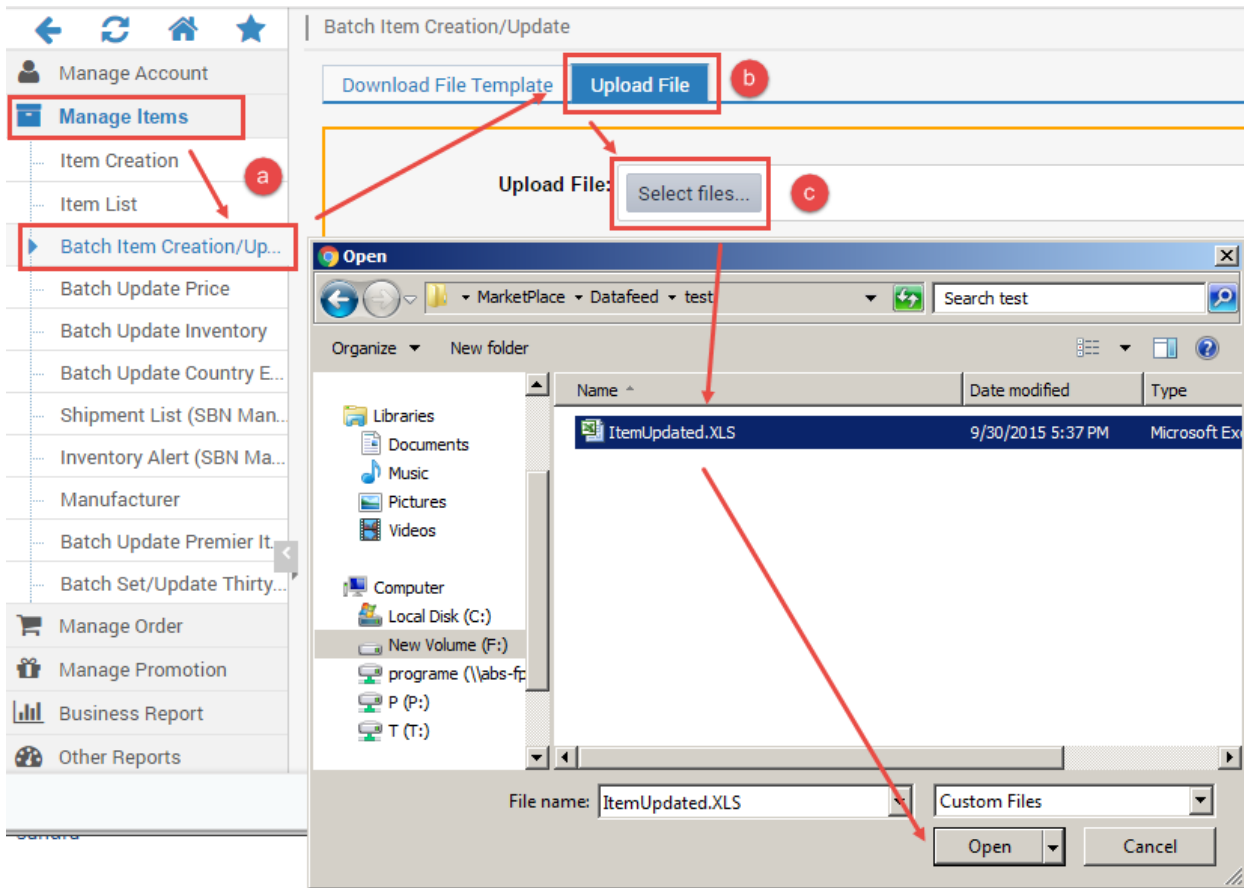 Batch Item Creation/Update
Manage Account
Manage Items
Item Creation
Item List
Batch Item Creation/Up...
Batch Update Price
Batch Update Inventory
Batch Update Country E...
Shipment List (SBN Man...
Inventory Alert (SBN Ma...
Manufacturer
Batch Update Premier It...
Batch Set/Update Thirty...
Manage Order
Manage Promotion
Business Report
Other Reports
a
Download File Template
Upload File
b
Upload File:
Select files...
c
Open
MarketPlace
Datafeed
test
Search test
Organize
New folder
Name
Date modified
Type
Libraries
Documents
Music
Pictures
Videos
Computer
Local Disk (C:)
New Volume (F:)
programe (\\abs-fp
P (P:)
T (T:)
ItemUpdated.XLS
9/30/2015 5:37 PM
Microsoft Ex
File name:
ItemUpdated.XLS
Custom Files
Open
Cancel